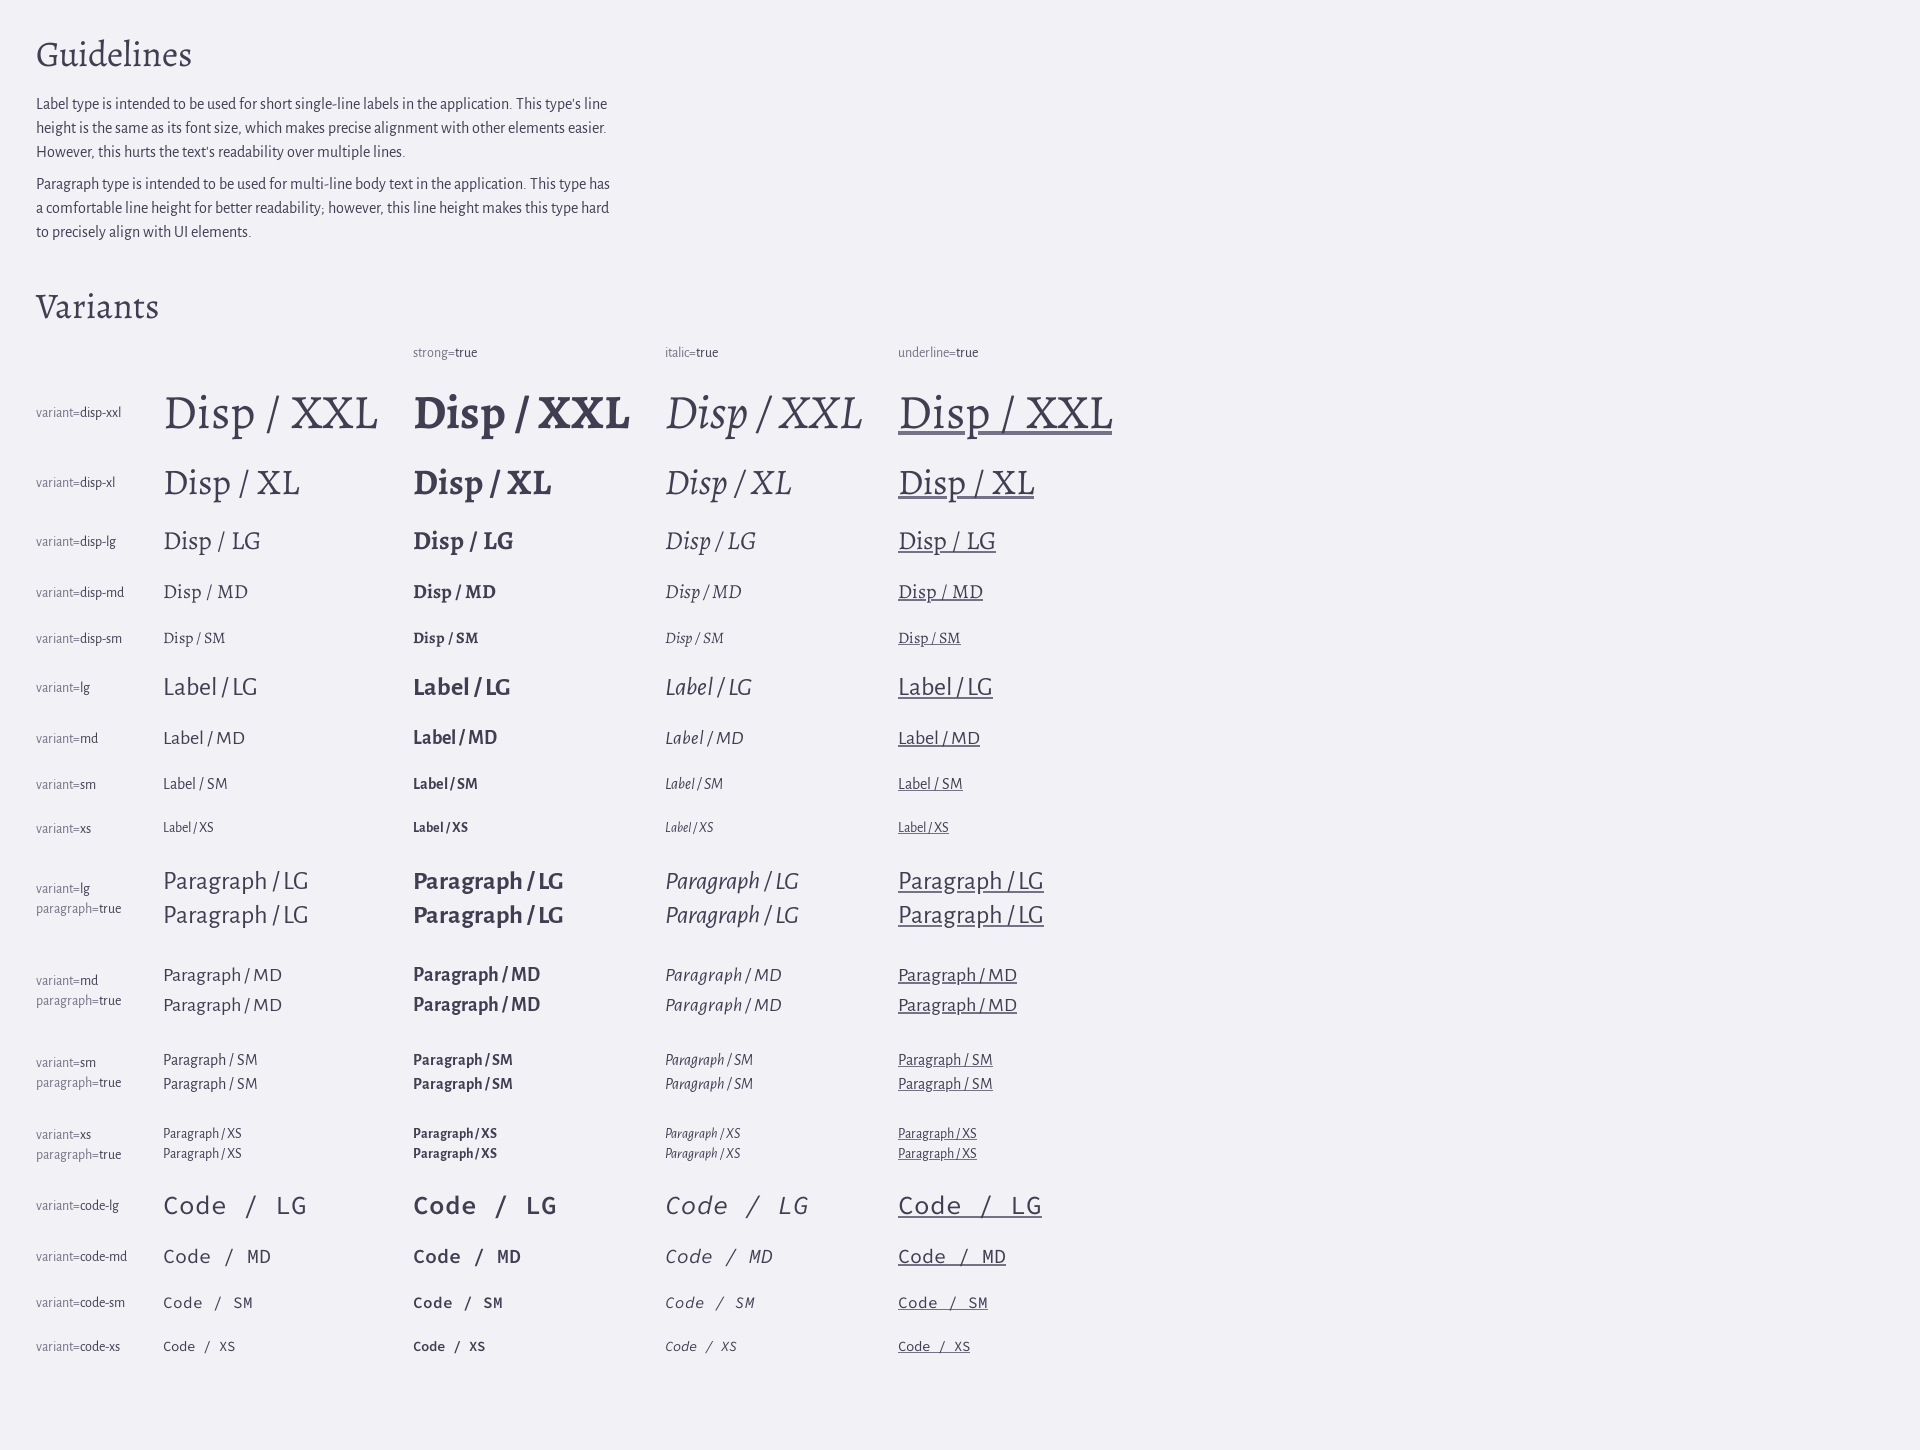 Guidelines
Label type is intended to be used for short single-line labels in the application. This type's line
height is the same as its font size, which makes precise alignment with other elements easier.
However, this hurts the text's readability over multiple lines.
Paragraph type is intended to be used for multi-line body text in the application. This type has
a comfortable line height for better readability; however, this line height makes this type hard
to precisely align with UI elements.
Variants
strong=true italic=true underline=true
variant=disp-xxl Disp / XXL Disp / XXL Disp / XXL Disp / XXL
variant=disp-xl Disp / XL Disp / XL Disp / XL Disp / XL
variant=disp-lg Disp / LG Disp / LG Disp / LG Disp / LG
variant=disp-md Disp / MD Disp / MD Disp / MD Disp / MD
variant=disp-sm Disp / SM Disp / SM Disp / SM Disp / SM
variant=lg Label / LG Label / LG Label / LG Label / LG
variant=md Label / MD Label / MD Label / MD Label / MD
variant=sm Label / SM Label / SM Label / SM Label / SM
variant=xs Label / XS Label / XS Label / XS Label / XS
variant=lg Paragraph / LG Paragraph / LG Paragraph / LG Paragraph / LG
paragraph=true Paragraph / LG Paragraph / LG Paragraph / LG Paragraph / LG
variant=md Paragraph / MD Paragraph / MD Paragraph / MD Paragraph / MD
paragraph=true Paragraph / MD Paragraph / MD Paragraph / MD Paragraph / MD
variant=sm Paragraph / SM Paragraph / SM Paragraph / SM Paragraph / SM
paragraph=true Paragraph / SM Paragraph / SM Paragraph / SM Paragraph / SM
variant=xs Paragraph / XS Paragraph / XS Paragraph / XS Paragraph / XS
paragraph=true Paragraph / XS Paragraph / XS Paragraph / XS Paragraph / XS
variant=code-lg Code / LG Code / LG Code / LG Code / LG
variant=code-md Code / MD Code / MD Code / MD Code / MD
variant=code-sm Code / SM Code / SM Code / SM Code / SM
variant=code-xs Code / XS Code / XS Code / XS Code / XS